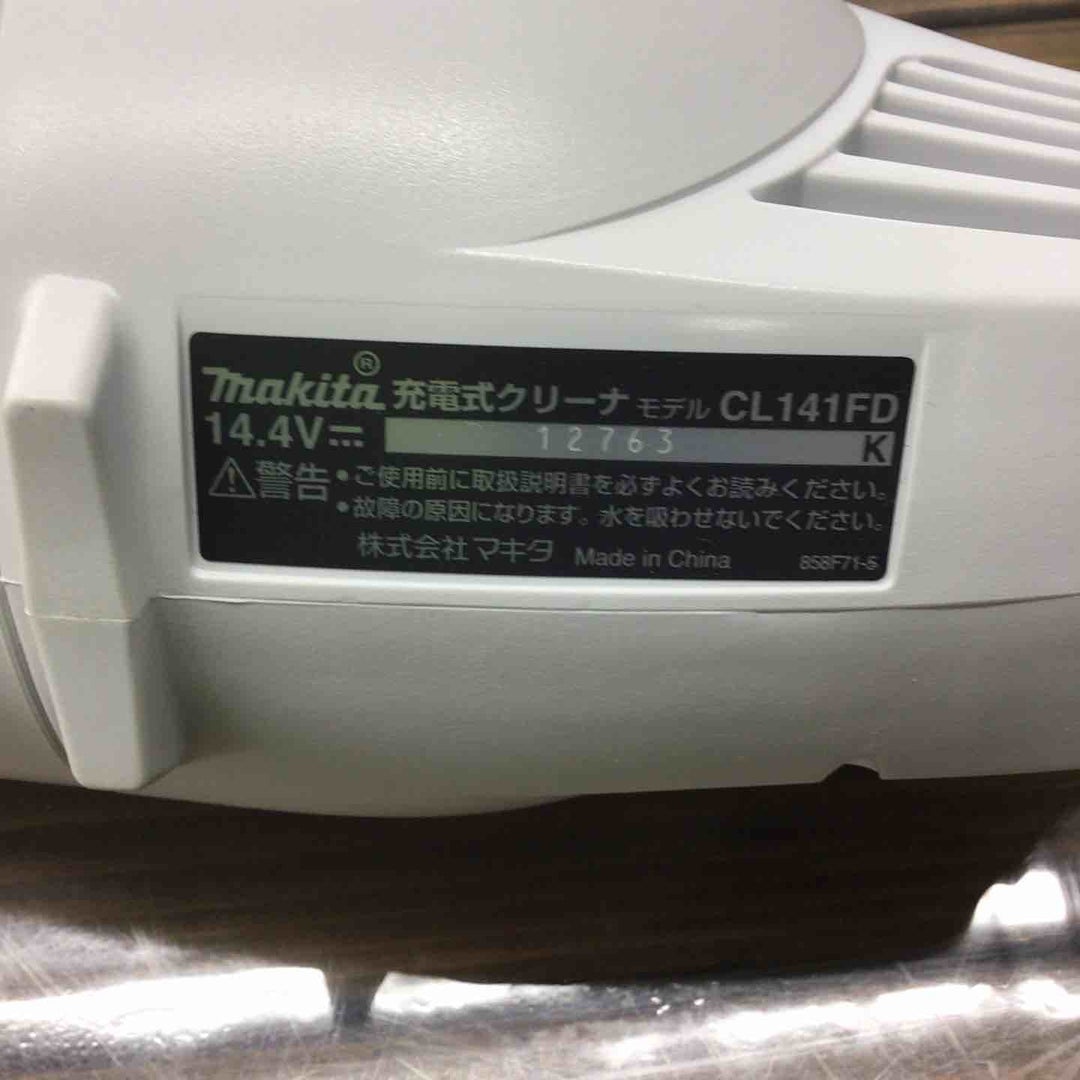 makita® 充電式クリーナ モデル CL141FD
14.4V⎓ 12763 K
⚠警告 •ご使用前に取扱説明書を必ずよくお読みください。
•故障の原因になります。水を吸わせないでください。
株式会社マキタ Made in China 858F71-5